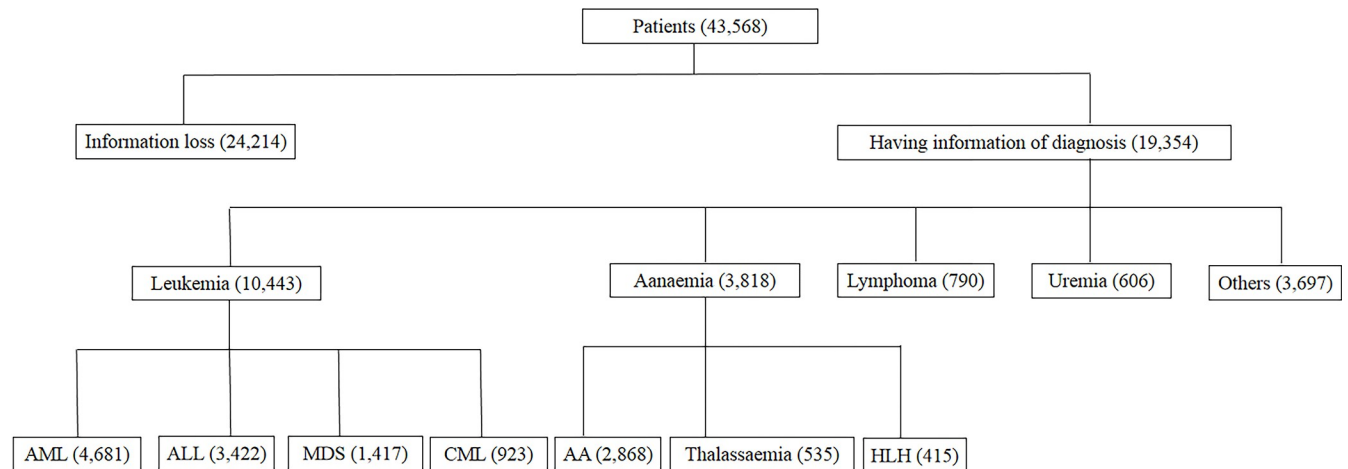 Patients (43,568)
Information loss (24,214)
Having information of diagnosis (19,354)
Leukemia (10,443)
Aanaemia (3,818)
Lymphoma (790)
Uremia (606)
Others (3,697)
AML (4,681)
ALL (3,422)
MDS (1,417)
CML (923)
AA (2,868)
Thalassaemia (535)
HLH (415)